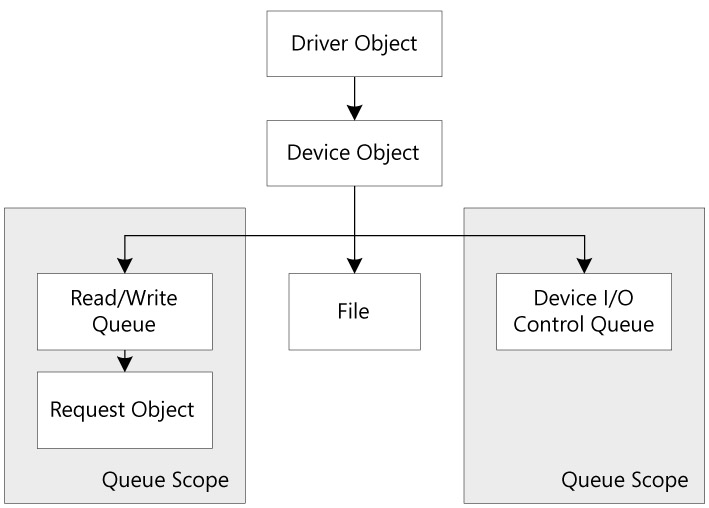 Driver Object
Device Object
Read/Write
Queue
File
Device I/O
Control Queue
Request Object
Queue Scope
Queue Scope